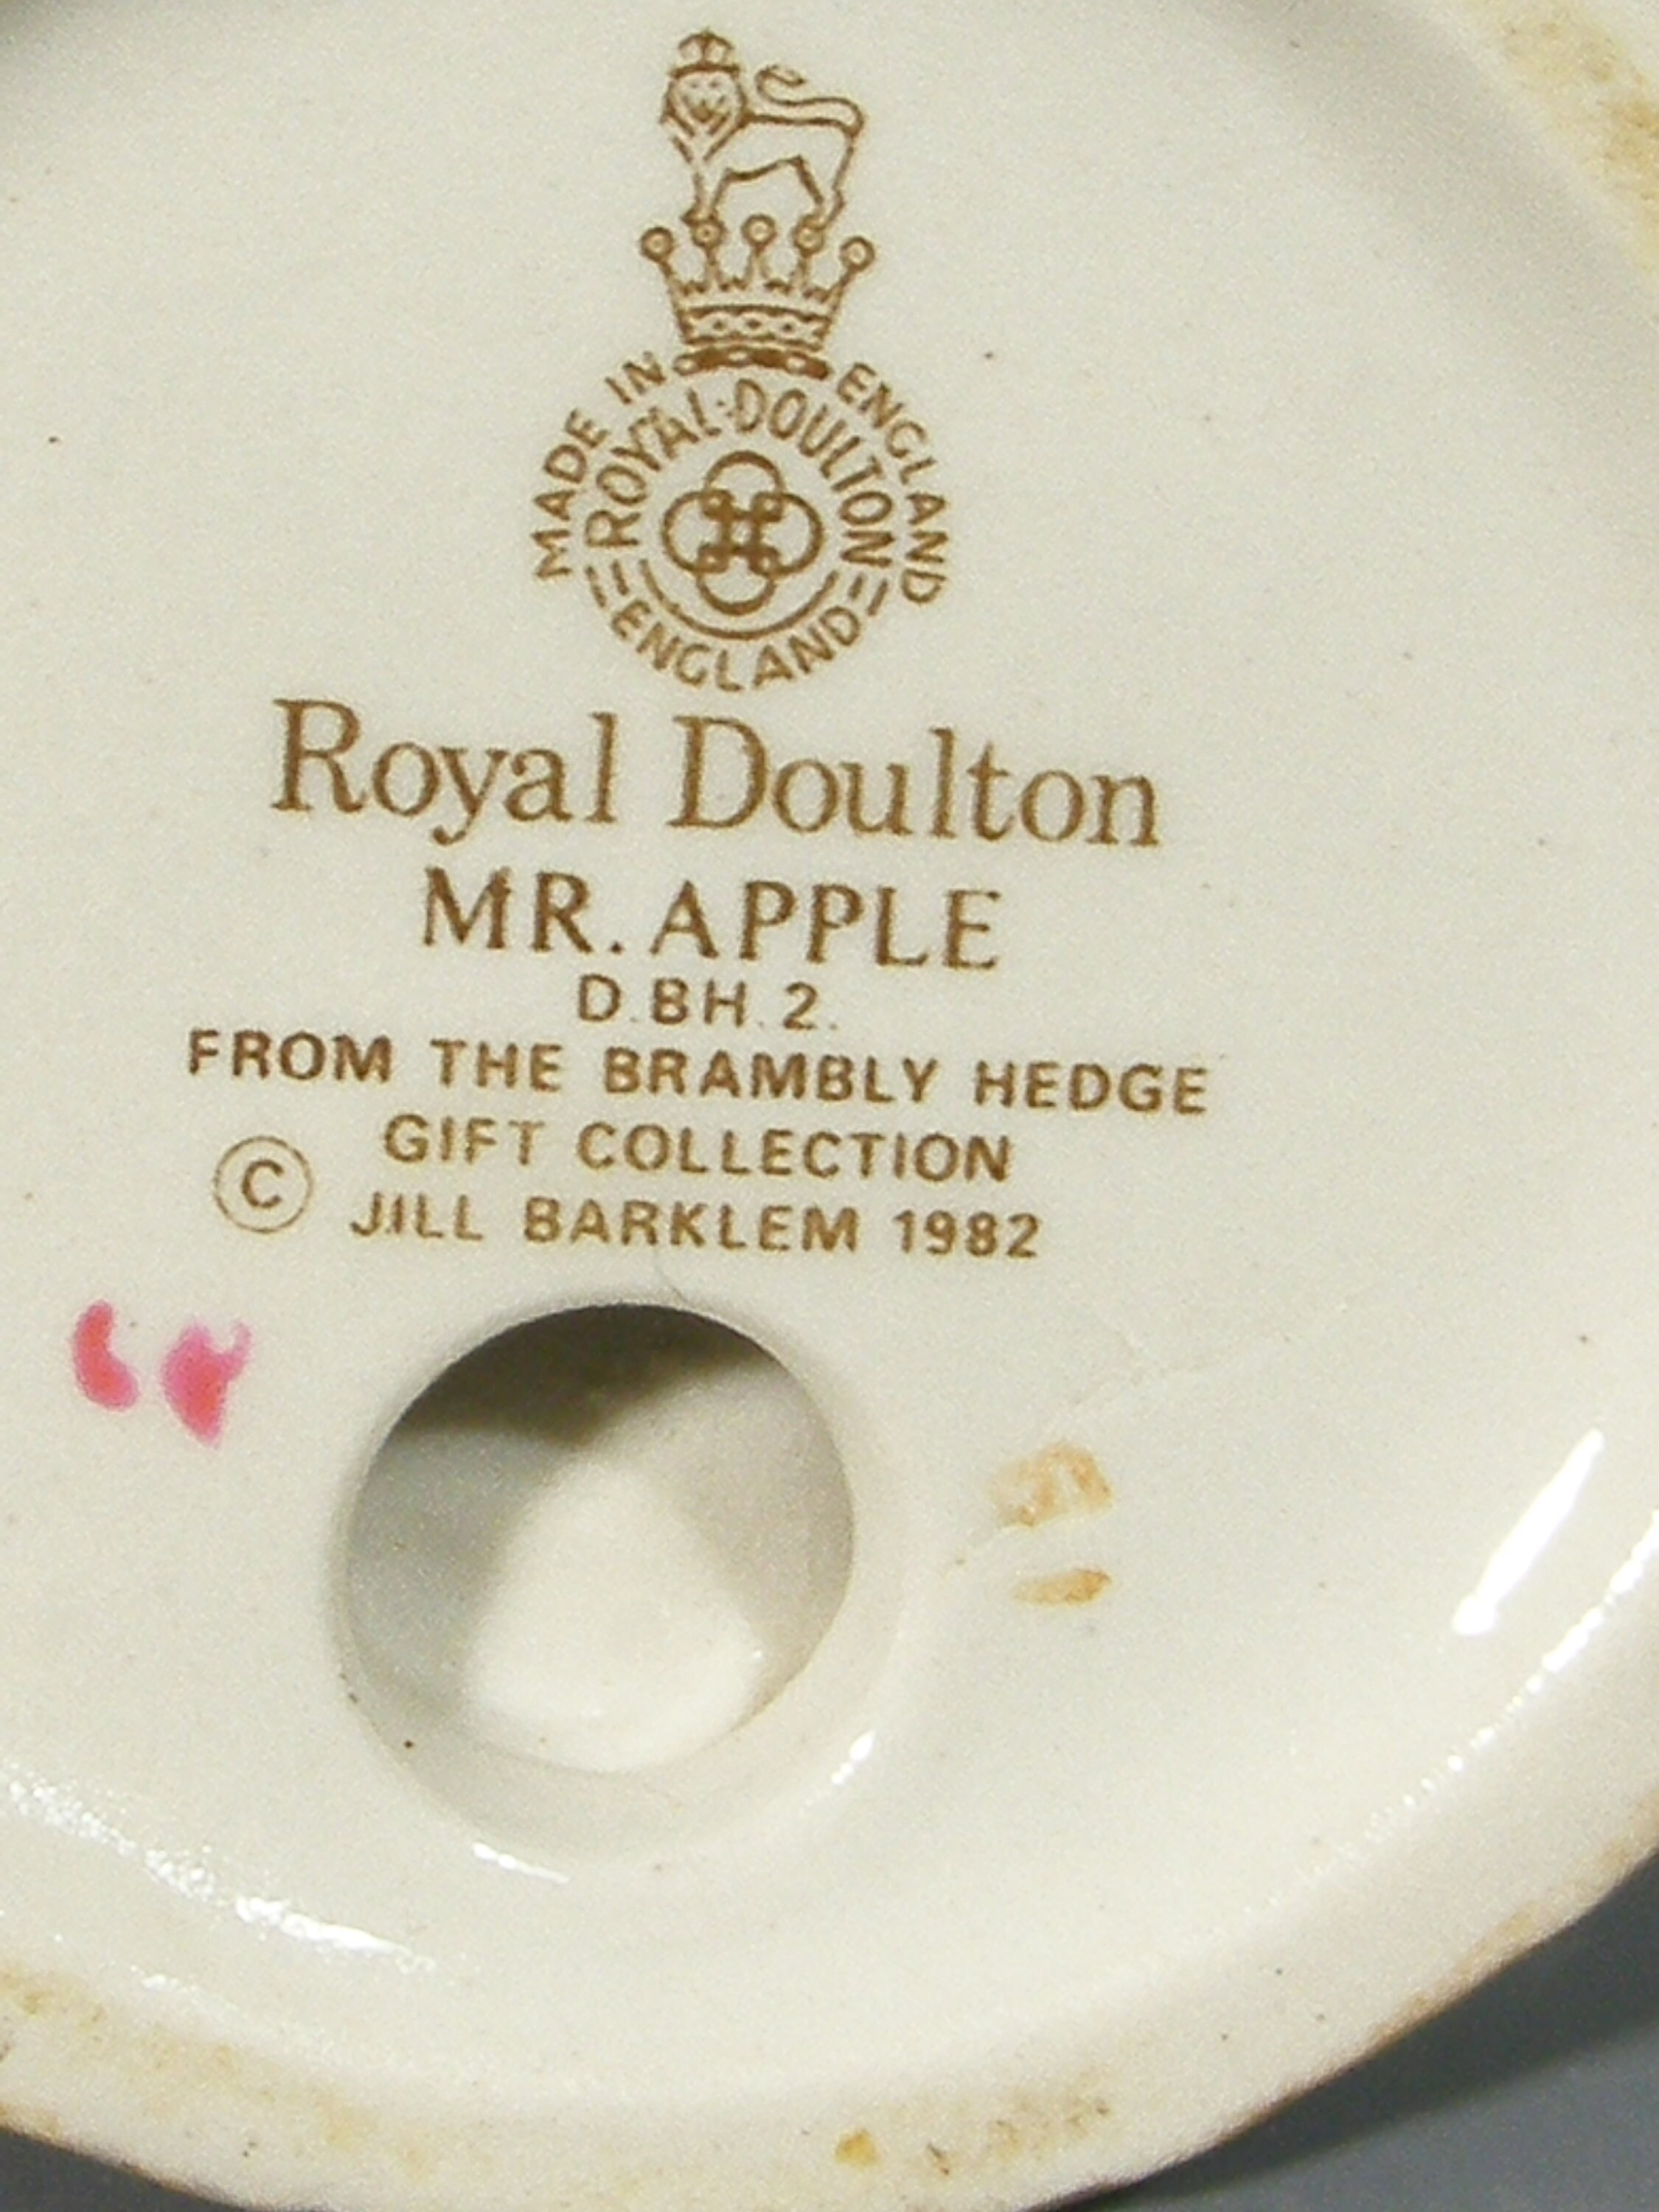 MADE IN ENGLAND
ROYAL·DOULTON
ENGLAND
Royal Doulton
MR. APPLE
D.BH.2.
FROM THE BRAMBLY HEDGE
GIFT COLLECTION
© JILL BARKLEM 1982